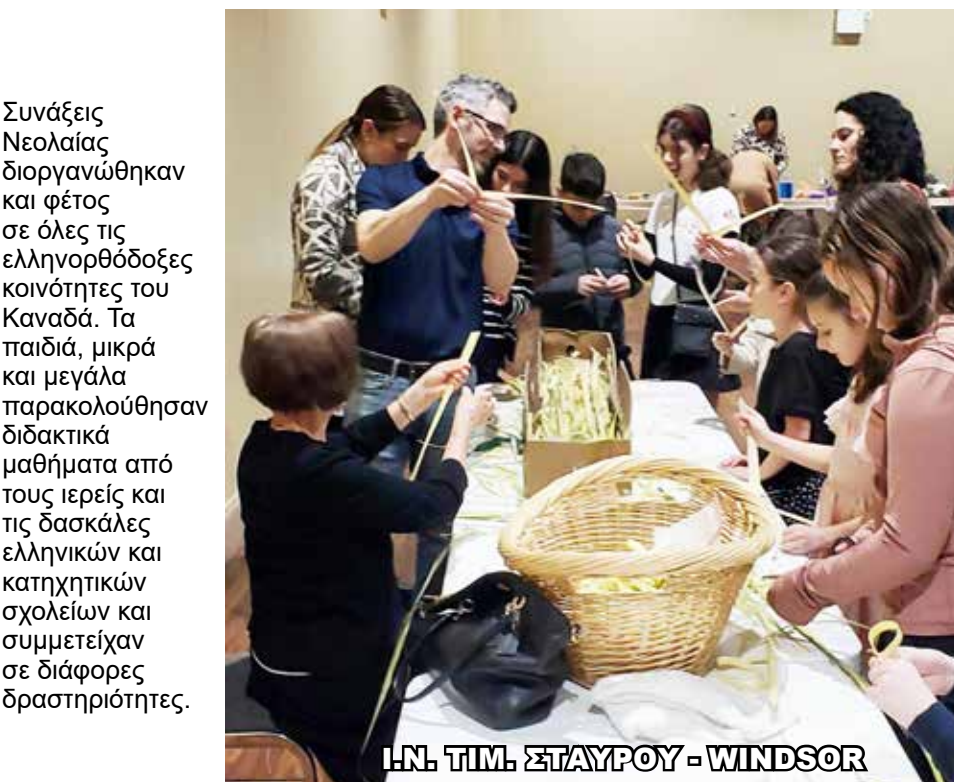 Συνάξεις
Νεολαίας
διοργανώθηκαν
και φέτος
σε όλες τις
ελληνορθόδοξες
κοινότητες του
Καναδά. Τα
παιδιά, μικρά
και μεγάλα
παρακολούθησαν
διδακτικά
μαθήματα από
τους ιερείς και
τις δασκάλες
ελληνικών και
κατηχητικών
σχολείων και
συμμετείχαν
σε διάφορες
δραστηριότητες.
Ι.Ν. ΤΙΜ. ΣΤΑΥΡΟΥ - WINDSOR